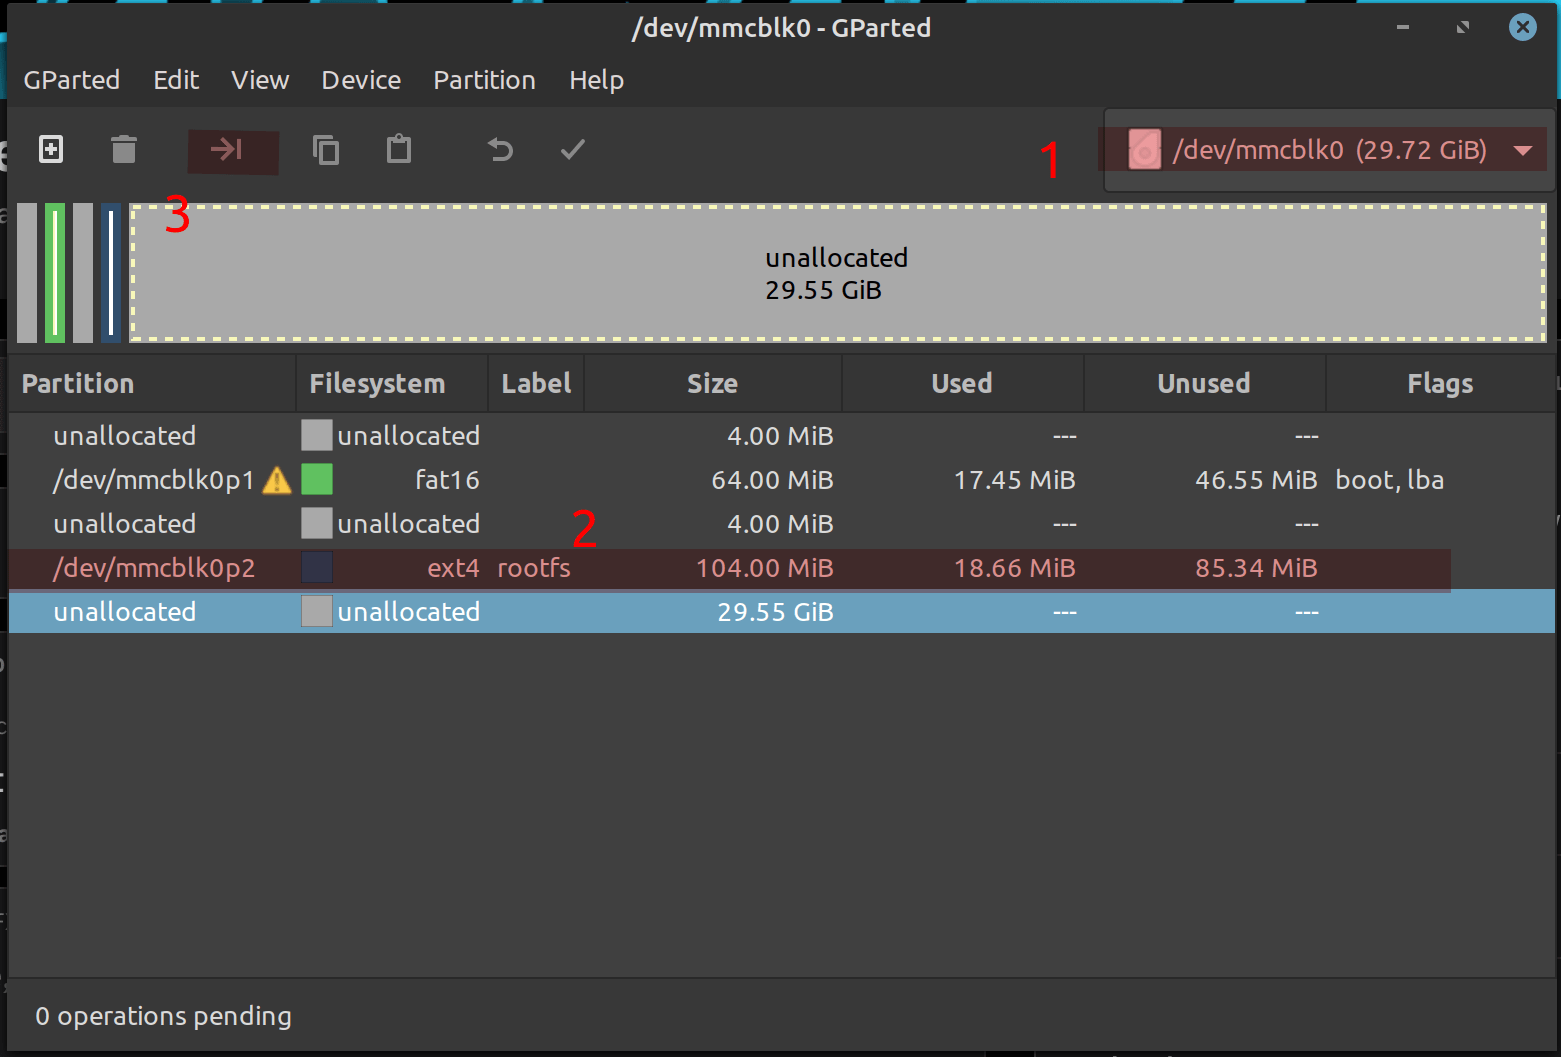 /dev/mmcblk0 - GParted
GParted Edit View Device Partition Help
1 /dev/mmcblk0 (29.72 GiB)
3
unallocated
29.55 GiB
Partition Filesystem Label Size Used Unused Flags
unallocated unallocated 4.00 MiB --- ---
/dev/mmcblk0p1 fat16 64.00 MiB 17.45 MiB 46.55 MiB boot, lba
unallocated unallocated 4.00 MiB --- ---
2
/dev/mmcblk0p2 ext4 rootfs 104.00 MiB 18.66 MiB 85.34 MiB
unallocated unallocated 29.55 GiB --- ---
0 operations pending